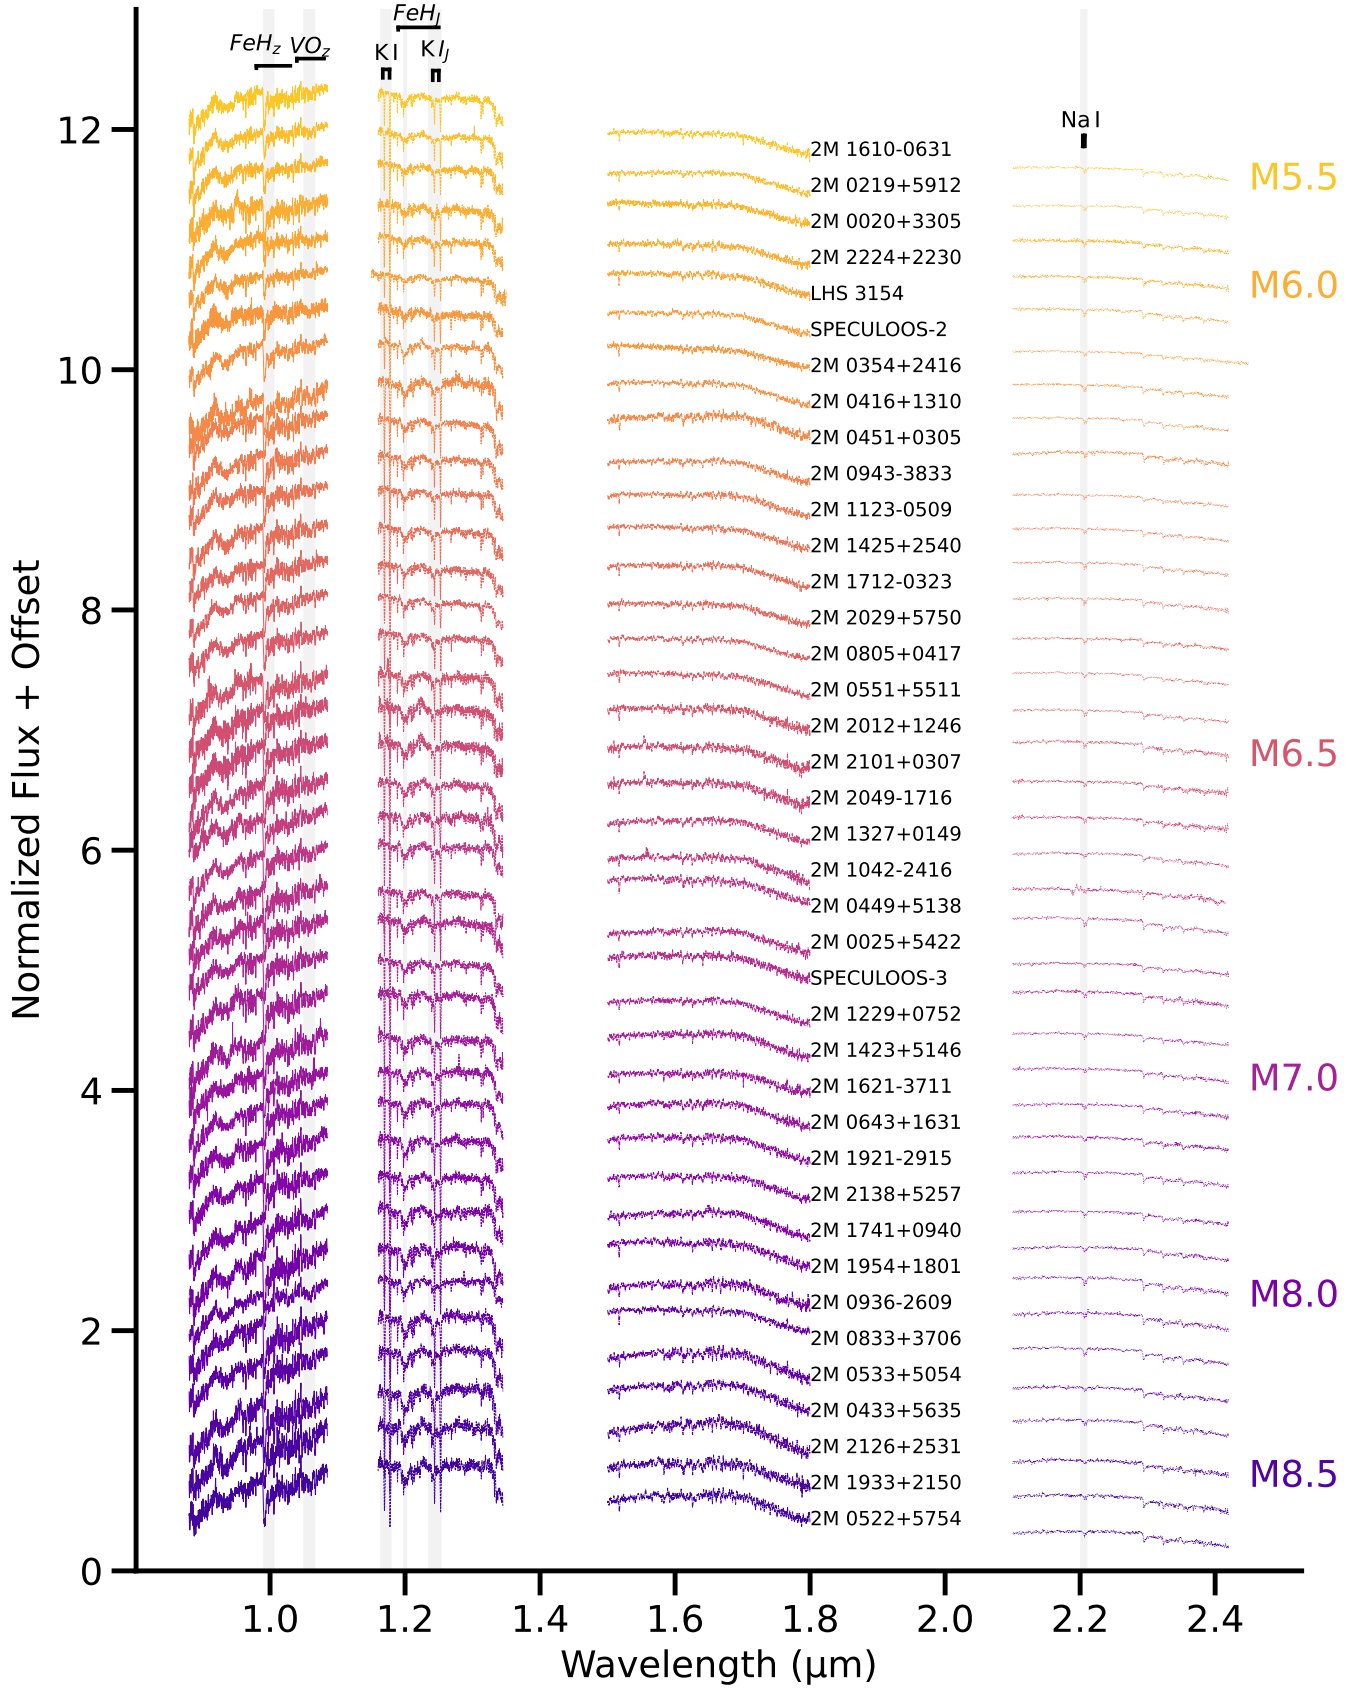 FeH_J
FeH_z VO_z K I K I_J
12
Na I
2M 1610-0631
M5.5
2M 0219+5912
2M 0020+3305
2M 2224+2230
M6.0
LHS 3154
SPECULOOS-2
10
2M 0354+2416
2M 0416+1310
2M 0451+0305
2M 0943-3833
2M 1123-0509
2M 1425+2540
2M 1712-0323
8
2M 2029+5750
2M 0805+0417
2M 0551+5511
2M 2012+1246
M6.5
2M 2101+0307
2M 2049-1716
2M 1327+0149
6
2M 1042-2416
2M 0449+5138
2M 0025+5422
SPECULOOS-3
2M 1229+0752
2M 1423+5146
M7.0
2M 1621-3711
4
2M 0643+1631
2M 1921-2915
2M 2138+5257
2M 1741+0940
2M 1954+1801
M8.0
2M 0936-2609
2
2M 0833+3706
2M 0533+5054
2M 0433+5635
2M 2126+2531
M8.5
2M 1933+2150
2M 0522+5754
0
Normalized Flux + Offset
1.0 1.2 1.4 1.6 1.8 2.0 2.2 2.4
Wavelength (μm)